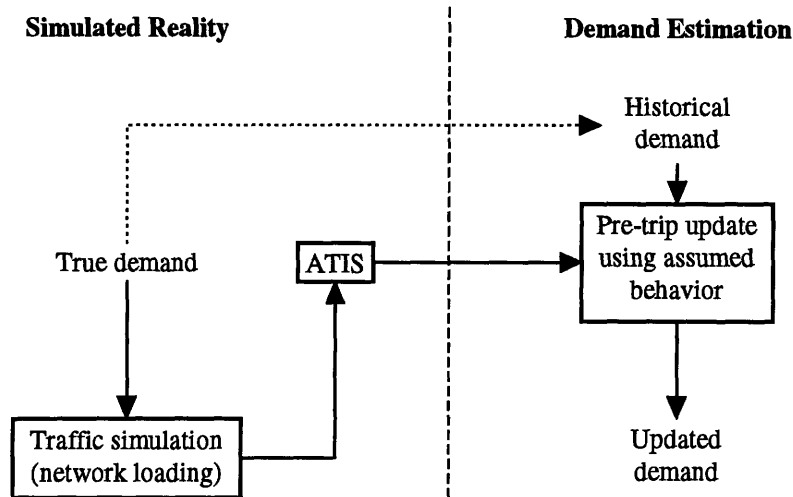 Simulated Reality
Demand Estimation
Historical
demand
Pre-trip update
using assumed
behavior
True demand
ATIS
Traffic simulation
(network loading)
Updated
demand